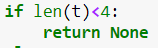 if len(t)<4:
    return None